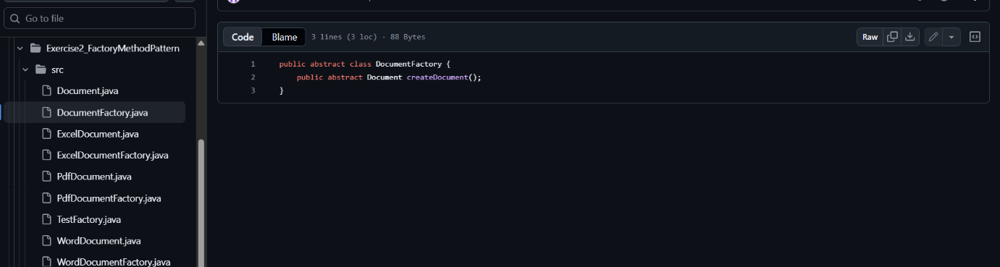 Go to file
Exercise2_FactoryMethodPattern
src
Document.java
DocumentFactory.java
ExcelDocument.java
ExcelDocumentFactory.java
PdfDocument.java
PdfDocumentFactory.java
TestFactory.java
WordDocument.java
WordDocumentFactory.java
Code Blame 3 lines (3 loc) · 88 Bytes Raw
1 public abstract class DocumentFactory {
2 public abstract Document createDocument();
3 }